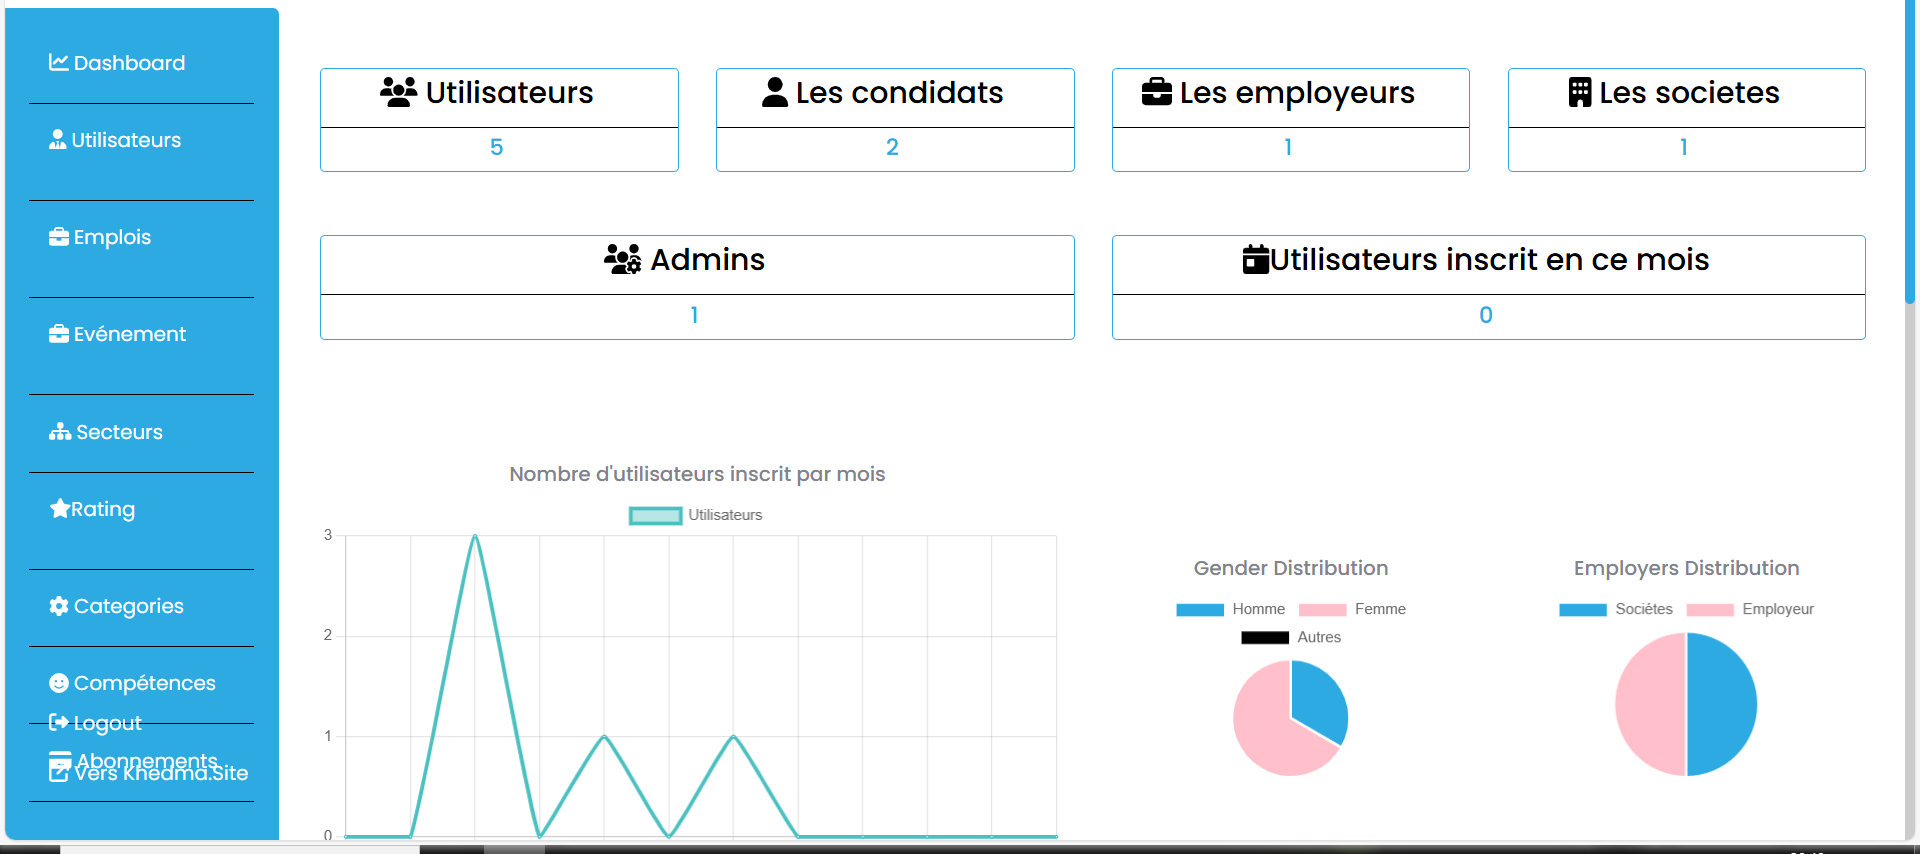 Dashboard
Utilisateurs
Emplois
Evénement
Secteurs
Rating
Categories
Compétences
Logout
Abonnements
Vers Khedma.Site
Utilisateurs
5
Les condidats
2
Les employeurs
1
Les societes
1
Admins
1
Utilisateurs inscrit en ce mois
0
Nombre d'utilisateurs inscrit par mois
Utilisateurs
3
2
1
0
Gender Distribution
Homme Femme
Autres
Employers Distribution
Sociétes Employeur